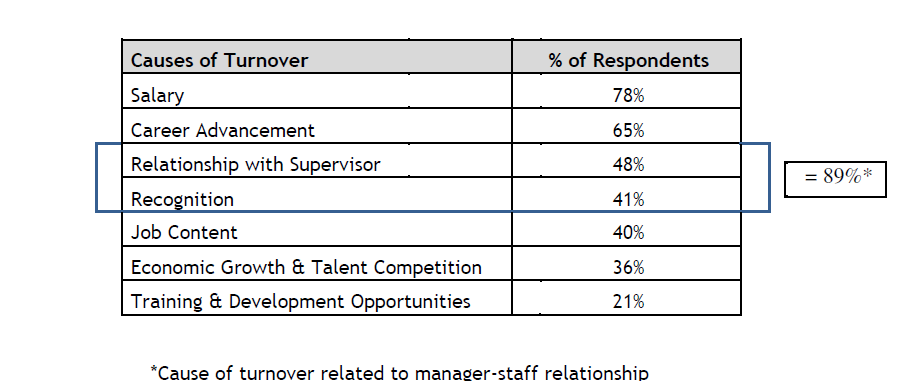 Causes of Turnover % of Respondents
Salary 78%
Career Advancement 65%
Relationship with Supervisor 48%
= 89%*
Recognition 41%
Job Content 40%
Economic Growth & Talent Competition 36%
Training & Development Opportunities 21%
*Cause of turnover related to manager-staff relationship